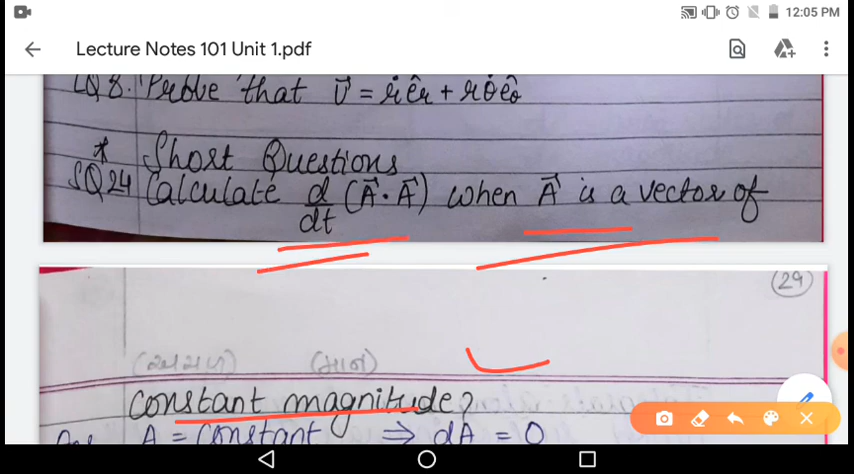 12:05 PM
Lecture Notes 101 Unit 1.pdf
LQ 8. Prove that v⃗ = ṙêr + rθ̇êθ
* Short Questions
SQ 24 Calculate d/dt (A⃗·A⃗) when A⃗ is a vector of
(29)
Constant magnitude?
Ans A = Constant ⇒ dA = 0